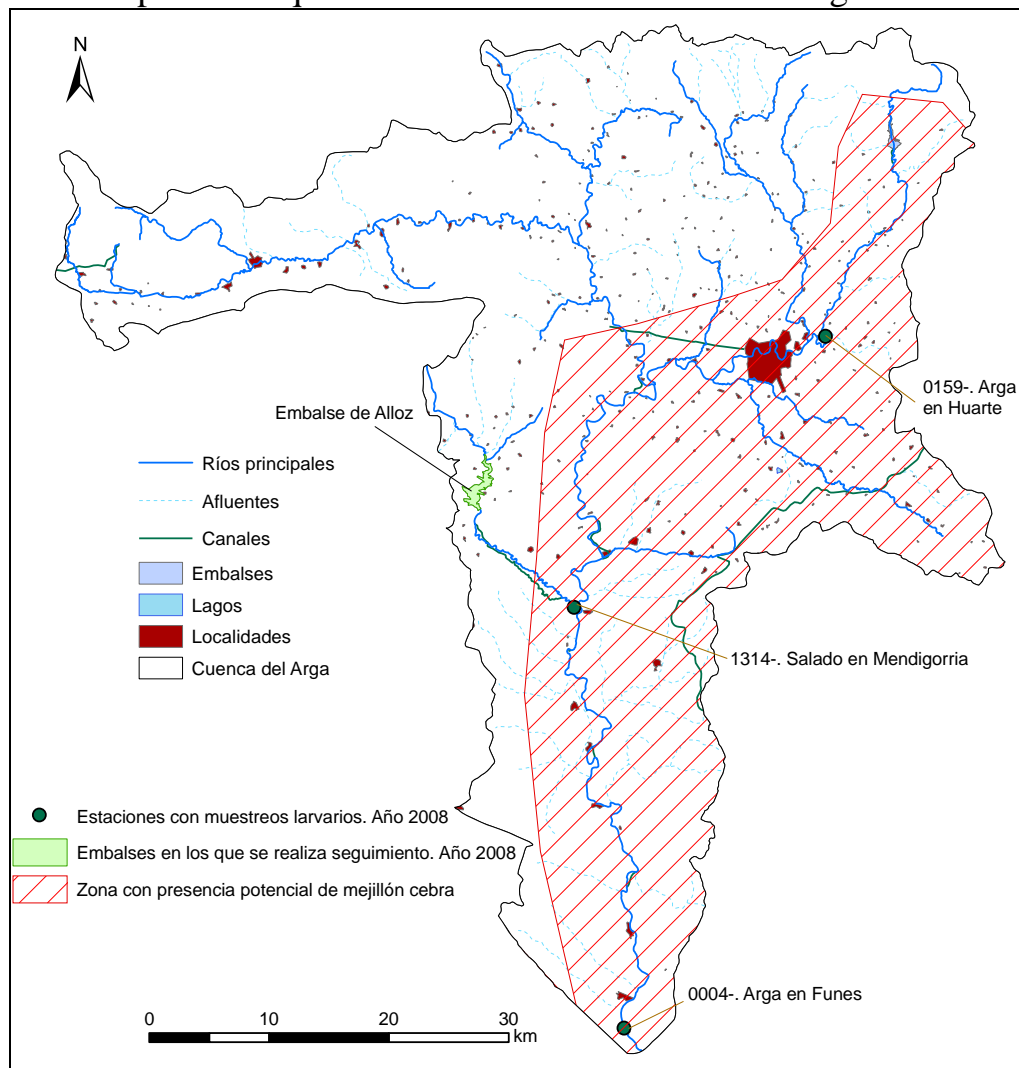 N
0159-. Arga
en Huarte
Embalse de Alloz
Ríos principales
Afluentes
Canales
Embalses
Lagos
Localidades
Cuenca del Arga
1314-. Salado en Mendigorria
Estaciones con muestreos larvarios. Año 2008
Embalses en los que se realiza seguimiento. Año 2008
Zona con presencia potencial de mejillón cebra
0004-. Arga en Funes
0 10 20 30
km